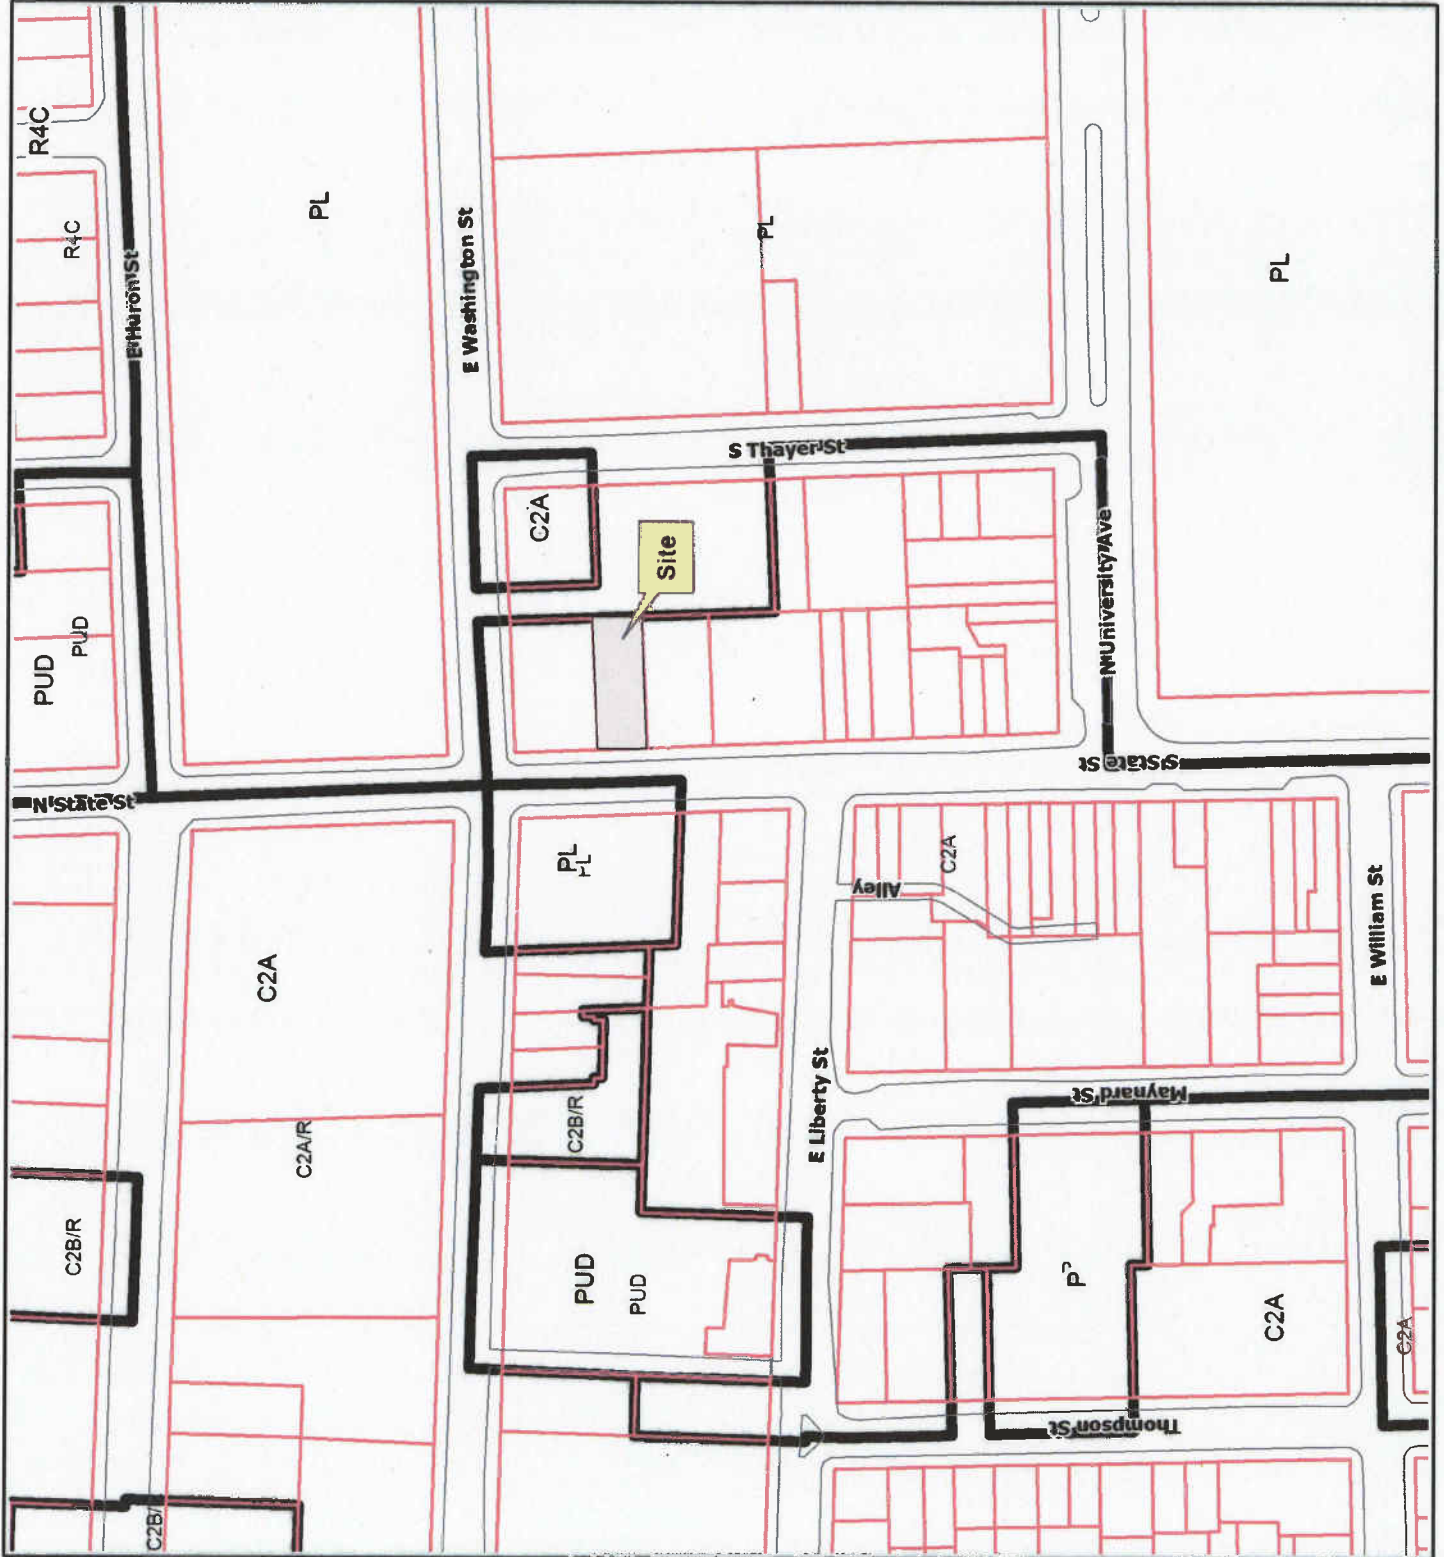 R4C
R4C
PL
E Huron St
E Washington St
PL
PL
S Thayer St
C2A
Site
PUD
PUD
N University Ave
S State St
N State St
PL
PL
C2A
Alley
C2A
E William St
E Liberty St
Maynard St
C2A/R
C2B/R
C2B/R
PUD
PUD
P
C2A
C2A
Thompson St
C2B/